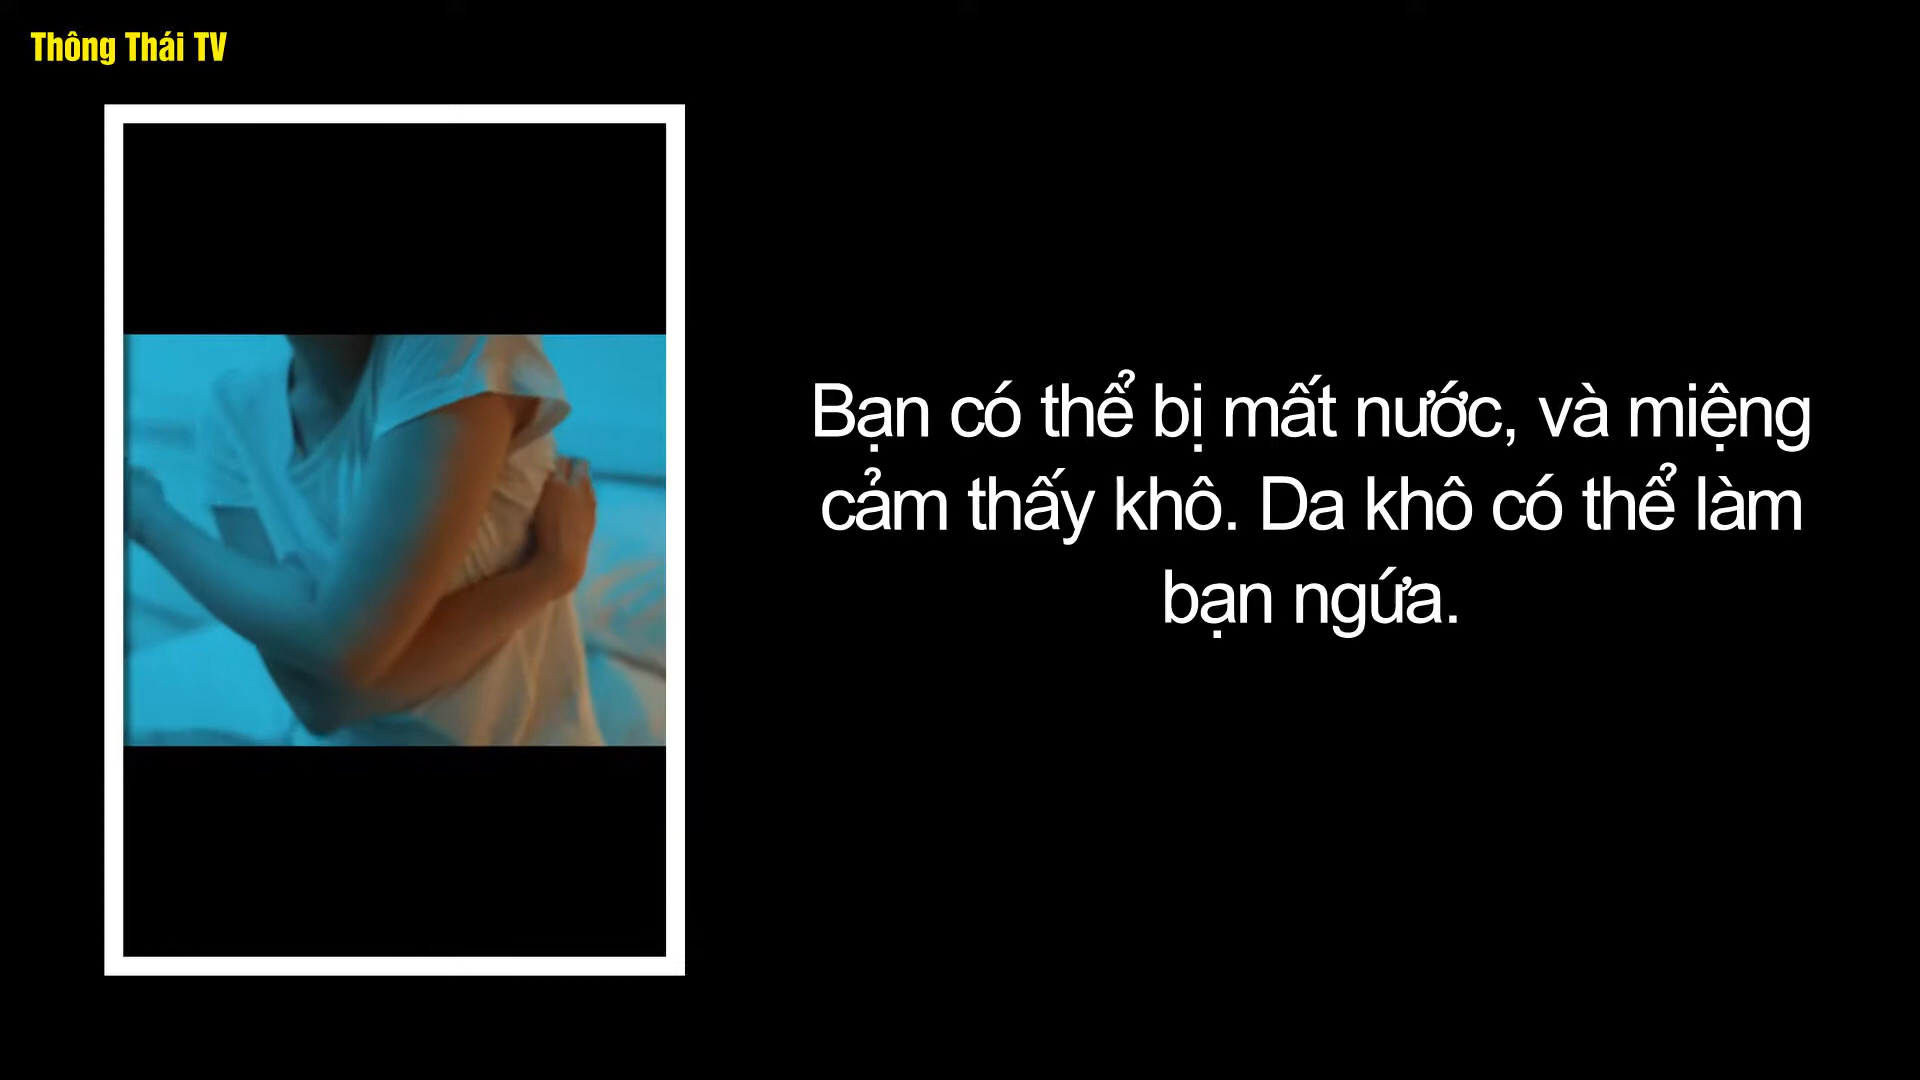 Thông Thái TV
Bạn có thể bị mất nước, và miệng
cảm thấy khô. Da khô có thể làm
bạn ngứa.